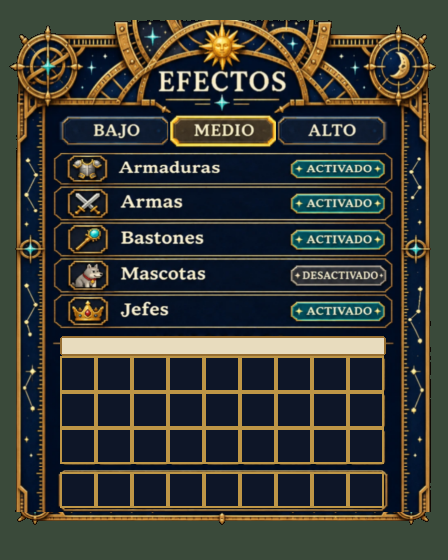 EFECTOS
BAJO MEDIO ALTO
Armaduras ACTIVADO
Armas ACTIVADO
Bastones ACTIVADO
Mascotas DESACTIVADO
Jefes ACTIVADO